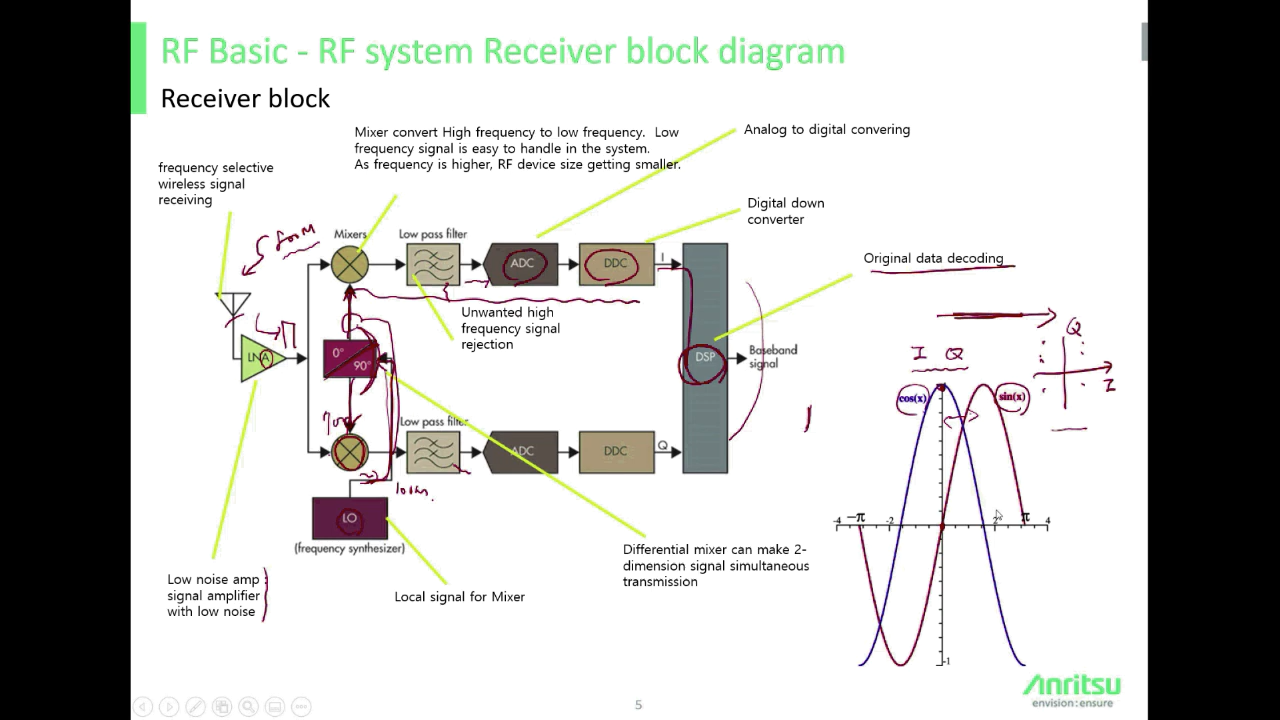 RF Basic - RF system Receiver block diagram
Receiver block
Mixer convert High frequency to low frequency. Low
frequency signal is easy to handle in the system.
As frequency is higher, RF device size getting smaller.
Analog to digital convering
frequency selective
wireless signal
receiving
Digital down
converter
Original data decoding
Mixers
Low pass filter
ADC
DDC
I
LNA
0°
90°
Unwanted high
frequency signal
rejection
DSP
Baseband
signal
Low pass filter
ADC
DDC
Q
LO
(frequency synthesizer)
Low noise amp :
signal amplifier
with low noise
Local signal for Mixer
Differential mixer can make 2-
dimension signal simultaneous
transmission
I Q
Q
I
cos(x)
sin(x)
-4
−π
-2
2
π
4
-1
Anritsu
envision : ensure
5